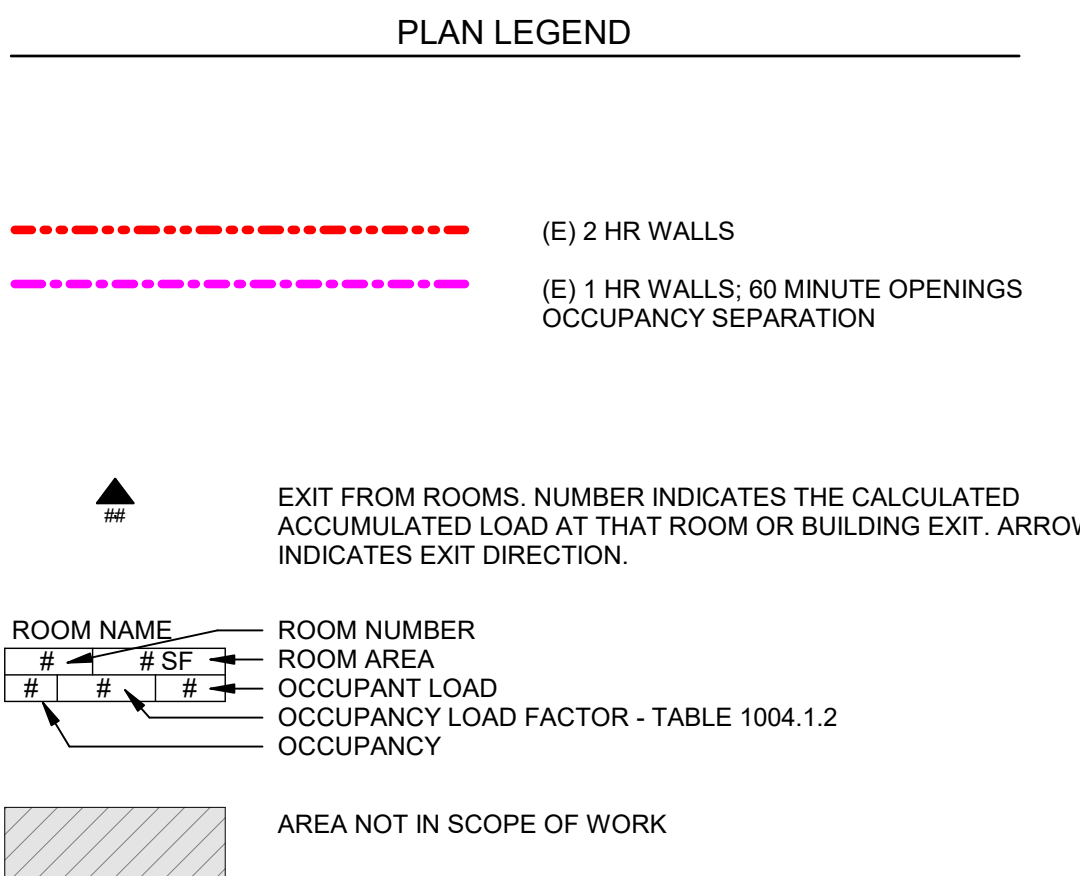 PLAN LEGEND
(E) 2 HR WALLS
(E) 1 HR WALLS; 60 MINUTE OPENINGS
OCCUPANCY SEPARATION
##
EXIT FROM ROOMS. NUMBER INDICATES THE CALCULATED
ACCUMULATED LOAD AT THAT ROOM OR BUILDING EXIT. ARROW
INDICATES EXIT DIRECTION.
ROOM NAME
ROOM NUMBER
# # SF
ROOM AREA
# # #
OCCUPANT LOAD
OCCUPANCY LOAD FACTOR - TABLE 1004.1.2
OCCUPANCY
AREA NOT IN SCOPE OF WORK